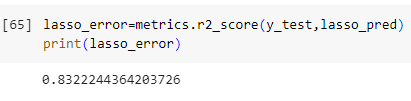 [65] lasso_error=metrics.r2_score(y_test,lasso_pred)
print(lasso_error)
0.8322244364203726